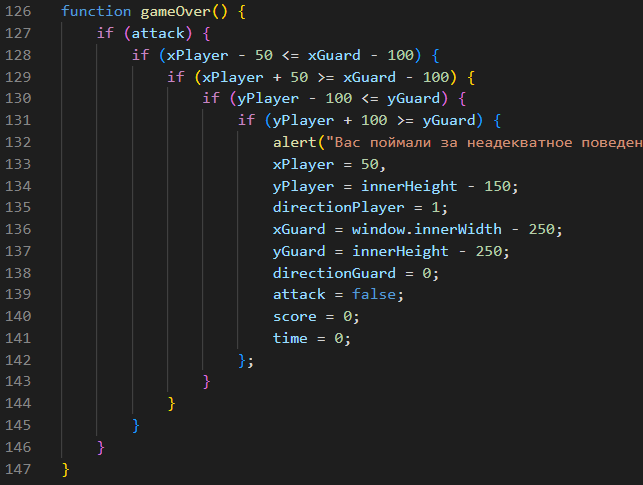 126 function gameOver() {
127     if (attack) {
128         if (xPlayer - 50 <= xGuard - 100) {
129             if (xPlayer + 50 >= xGuard - 100) {
130                 if (yPlayer - 100 <= yGuard) {
131                     if (yPlayer + 100 >= yGuard) {
132                         alert("Вас поймали за неадекватное поведен
133                         xPlayer = 50,
134                         yPlayer = innerHeight - 150;
135                         directionPlayer = 1;
136                         xGuard = window.innerWidth - 250;
137                         yGuard = innerHeight - 250;
138                         directionGuard = 0;
139                         attack = false;
140                         score = 0;
141                         time = 0;
142                     };
143                 }
144             }
145         }
146     }
147 }